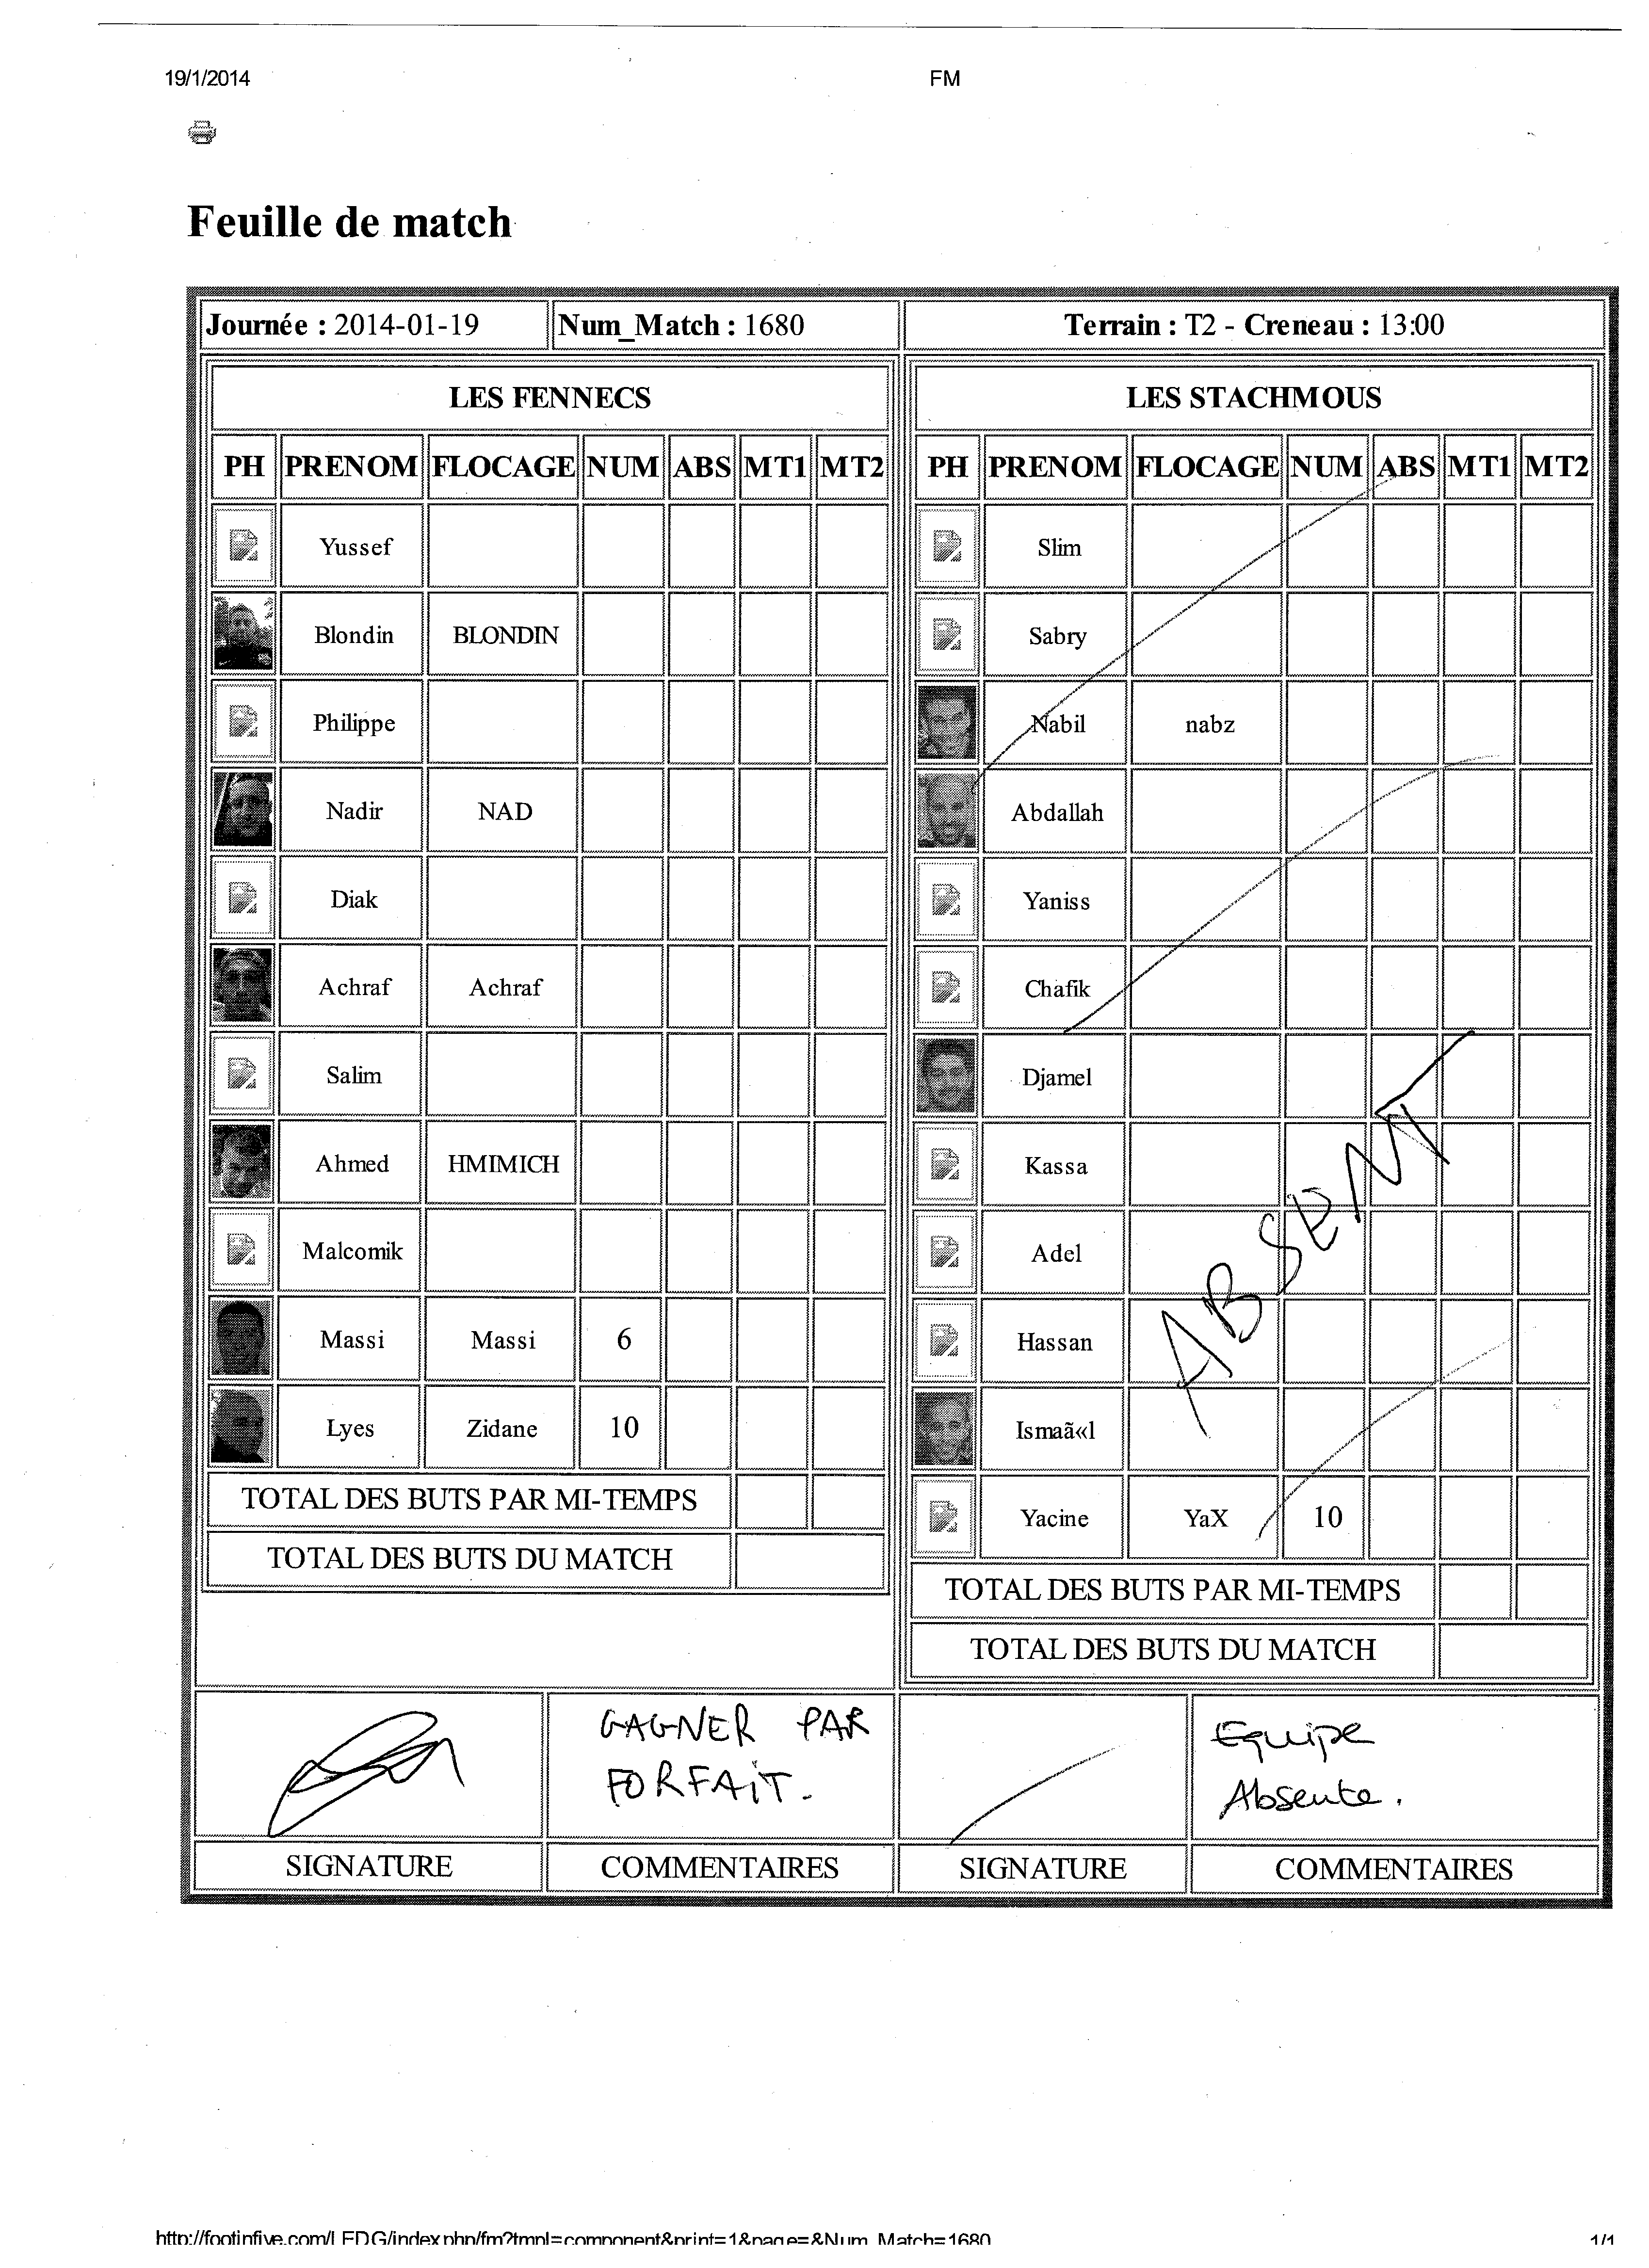 19/1/2014 FM
Feuille de match
Journée : 2014-01-19 Num_Match : 1680 Terrain : T2 - Creneau : 13:00
LES FENNECS
PH PRENOM FLOCAGE NUM ABS MT1 MT2
Yussef
Blondin BLONDIN
Philippe
Nadir NAD
Diak
Achraf Achraf
Salim
Ahmed HMIMICH
Malcomik
Massi Massi 6
Lyes Zidane 10
TOTAL DES BUTS PAR MI-TEMPS
TOTAL DES BUTS DU MATCH
LES STACHMOUS
PH PRENOM FLOCAGE NUM ABS MT1 MT2
Slim
Sabry
Nabil nabz
Abdallah
Yaniss
Chafik
Djamel
Kassa
Adel
Hassan
Ismaã«l
Yacine YaX 10
ABSENT
TOTAL DES BUTS PAR MI-TEMPS
TOTAL DES BUTS DU MATCH
GAGNER PAR
FORFAiT.
Equipe
Absente.
SIGNATURE COMMENTAIRES SIGNATURE COMMENTAIRES
http://footinfive.com/LFDG/index.php/fm?tmpl=component&print=1&page=&Num_Match=1680 1/1